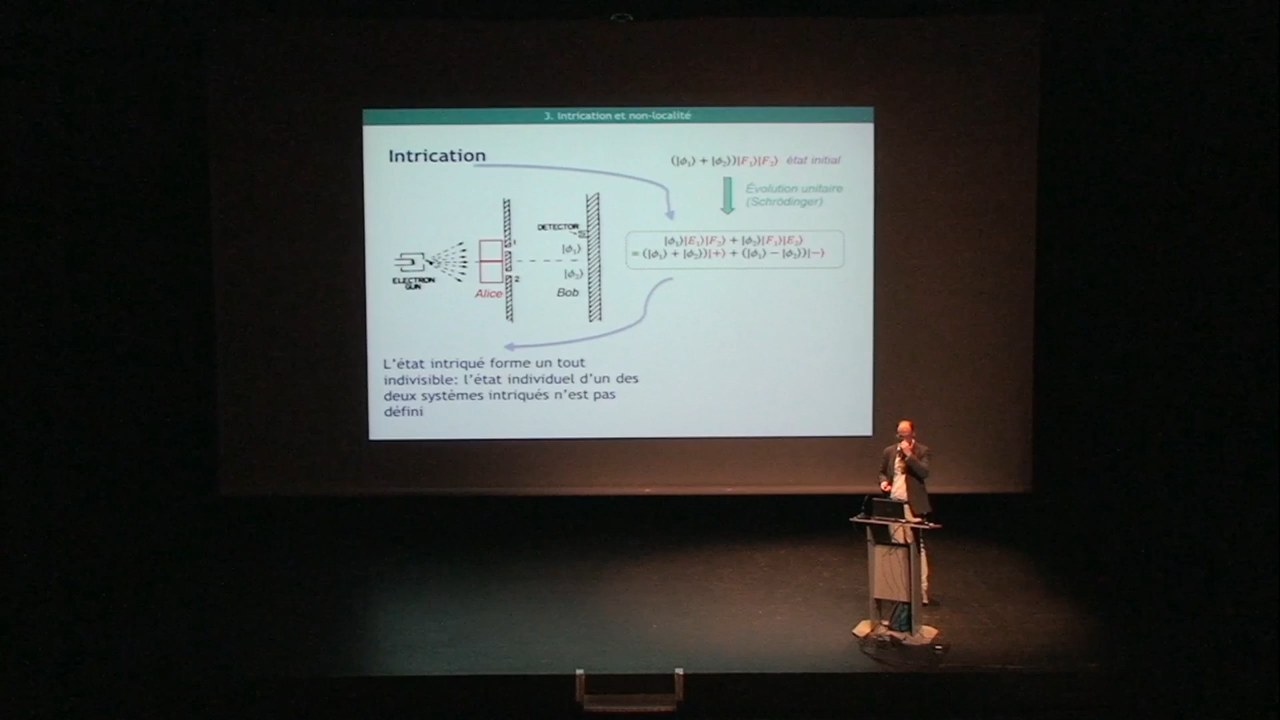 3. Intrication et non-localité
Intrication
(|ϕ₁⟩ + |ϕ₂⟩)|F₁⟩|F₂⟩ état initial
Évolution unitaire
(Schrödinger)
|ϕ₁⟩|E₁⟩|F₂⟩ + |ϕ₂⟩|F₁⟩|E₂⟩
= (|ϕ₁⟩ + |ϕ₂⟩)|+⟩ + (|ϕ₁⟩ − |ϕ₂⟩)|−⟩
DETECTOR
1
|ϕ₁⟩
|ϕ₂⟩
2
ELECTRON
GUN
Alice
Bob
L'état intriqué forme un tout
indivisible: l'état individuel d'un des
deux systèmes intriqués n'est pas
défini